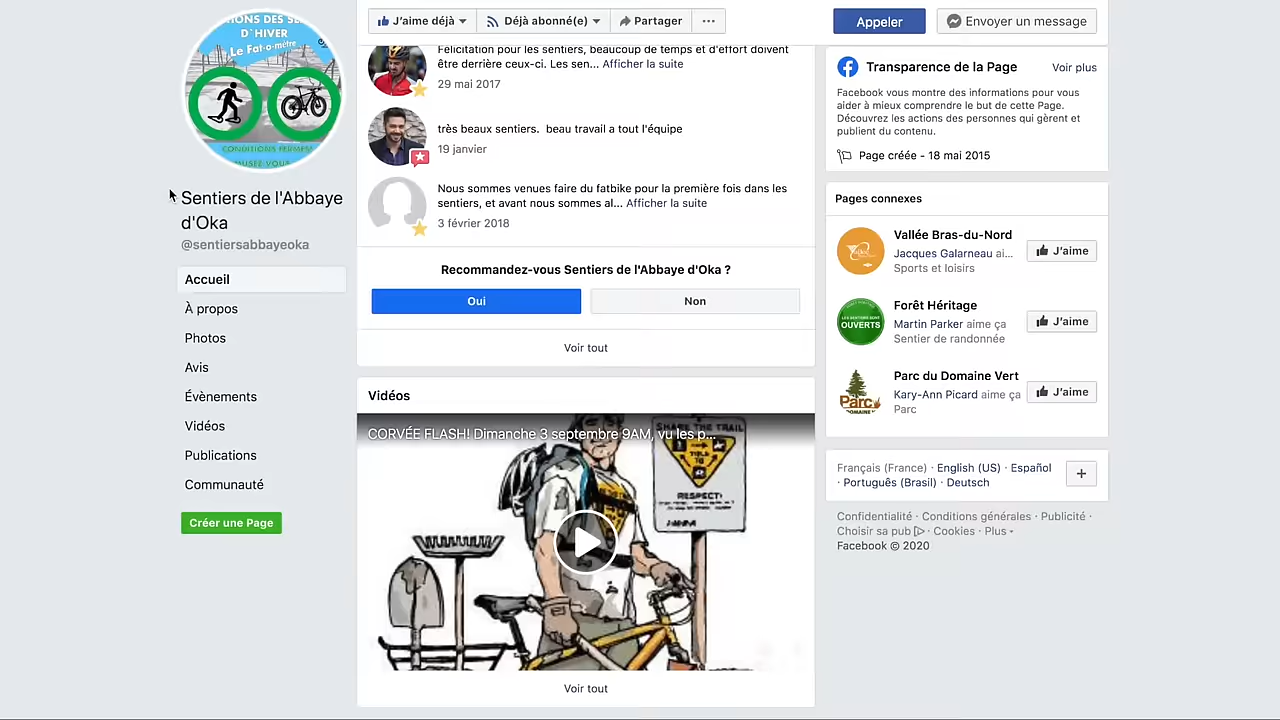 J'aime déjà
Déjà abonné(e)
Partager
Appeler
Envoyer un message
D'HIVER
Le Fat-o-mètre
CONDITIONS FERMES
Sentiers de l'Abbaye
d'Oka
@sentiersabbayeoka
Accueil
À propos
Photos
Avis
Évènements
Vidéos
Publications
Communauté
Créer une Page
Félicitation pour les sentiers, beaucoup de temps et d'effort doivent
être derrière ceux-ci. Les sen... Afficher la suite
29 mai 2017
très beaux sentiers.  beau travail a tout l'équipe
19 janvier
Nous sommes venues faire du fatbike pour la première fois dans les
sentiers, et avant nous sommes al... Afficher la suite
3 février 2018
Recommandez-vous Sentiers de l'Abbaye d'Oka ?
Oui
Non
Voir tout
Vidéos
CORVÉE FLASH! Dimanche 3 septembre 9AM, vu les p...
SHARE THE TRAIL
YIELD
TO
RESPECT!
Voir tout
Transparence de la Page
Voir plus
Facebook vous montre des informations pour vous
aider à mieux comprendre le but de cette Page.
Découvrez les actions des personnes qui gèrent et
publient du contenu.
Page créée - 18 mai 2015
Pages connexes
Vallée Bras-du-Nord
Jacques Galarneau ai...
Sports et loisirs
J'aime
Forêt Héritage
Martin Parker aime ça
Sentier de randonnée
J'aime
LES SENTIERS SONT
OUVERTS
Parc du Domaine Vert
Kary-Ann Picard aime ça
Parc
J'aime
Parc
DOMAINE
Français (France) · English (US) · Español
· Português (Brasil) · Deutsch
Confidentialité · Conditions générales · Publicité ·
Choisir sa pub · Cookies · Plus
Facebook © 2020